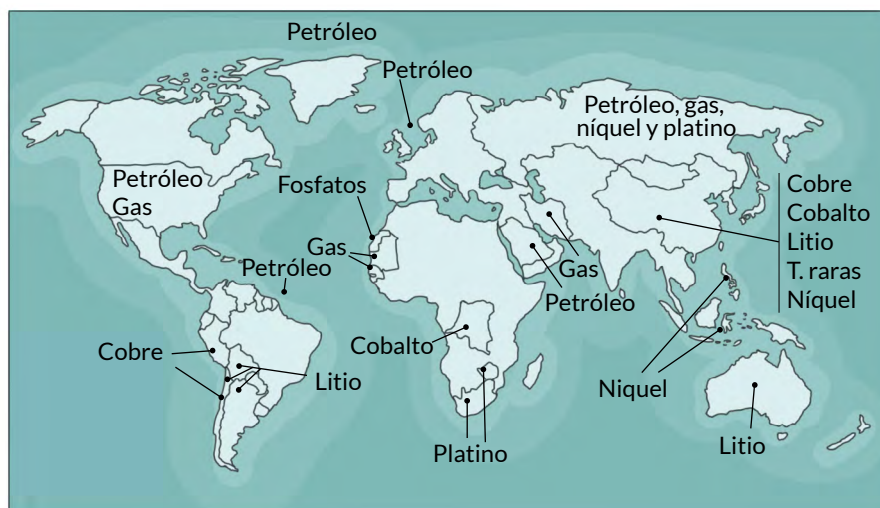 Petróleo
Petróleo
Petróleo, gas,
níquel y platino
Petróleo
Gas
Fosfatos
Cobre
Cobalto
Litio
T. raras
Níquel
Gas
Petróleo
Gas
Petróleo
Cobre
Litio
Cobalto
Niquel
Platino
Litio